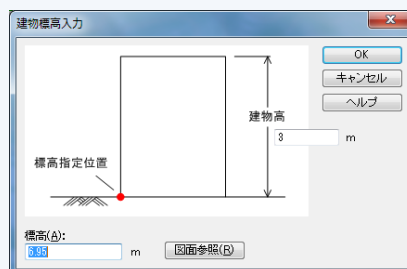 建物標高入力
OK
キャンセル
ヘルプ
建物高
3 m
標高指定位置
標高(A):
6.95 m 図面参照(R)